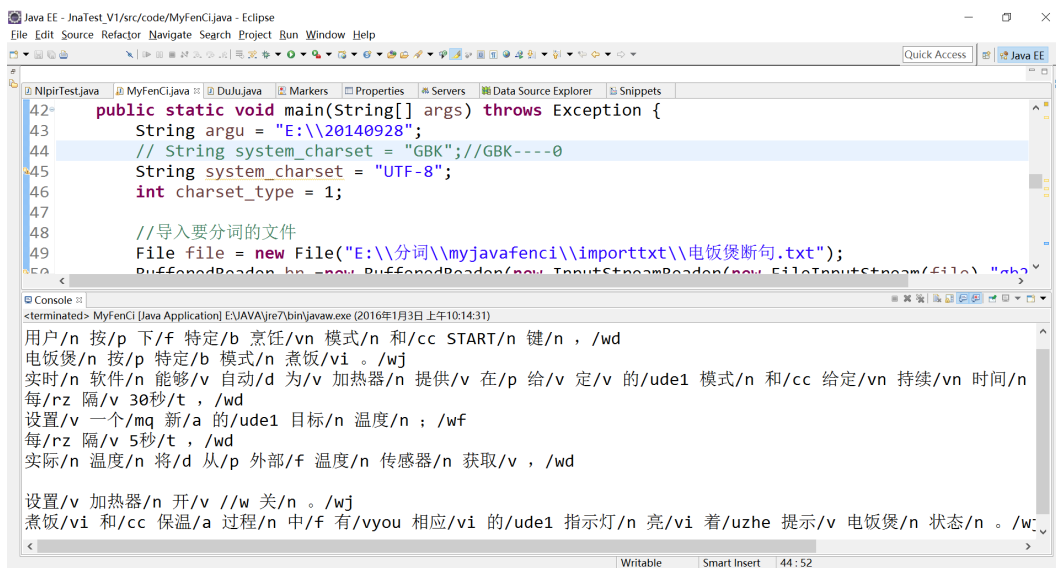 Java EE - JnaTest_V1/src/code/MyFenCi.java - Eclipse
File Edit Source Refactor Navigate Search Project Run Window Help
Quick Access Java EE
NlpirTest.java MyFenCi.java DuJu.java Markers Properties Servers Data Source Explorer Snippets
42 public static void main(String[] args) throws Exception {
43 String argu = "E:\\20140928";
44 // String system_charset = "GBK";//GBK----0
45 String system_charset = "UTF-8";
46 int charset_type = 1;
47
48 //导入要分词的文件
49 File file = new File("E:\\分词\\myjavafenci\\importtxt\\电饭煲断句.txt");
50 BufferedReader br =new BufferedReader(new InputStreamReader(new FileInputStream(file),"gb2
Console
<terminated> MyFenCi [Java Application] E:\JAVA\jre7\bin\javaw.exe (2016年1月3日 上午10:14:31)
用户/n 按/p 下/f 特定/b 烹饪/vn 模式/n 和/cc START/n 键/n ，/wd
电饭煲/n 按/p 特定/b 模式/n 煮饭/vi 。/wj
实时/n 软件/n 能够/v 自动/d 为/v 加热器/n 提供/v 在/p 给/v 定/v 的/ude1 模式/n 和/cc 给定/vn 持续/vn 时间/n
每/rz 隔/v 30秒/t ，/wd
设置/v 一个/mq 新/a 的/ude1 目标/n 温度/n ；/wf
每/rz 隔/v 5秒/t ，/wd
实际/n 温度/n 将/d 从/p 外部/f 温度/n 传感器/n 获取/v ，/wd
设置/v 加热器/n 开/v //w 关/n 。/wj
煮饭/vi 和/cc 保温/a 过程/n 中/f 有/vyou 相应/vi 的/ude1 指示灯/n 亮/vi 着/uzhe 提示/v 电饭煲/n 状态/n 。/wj
Writable Smart Insert 44 : 52